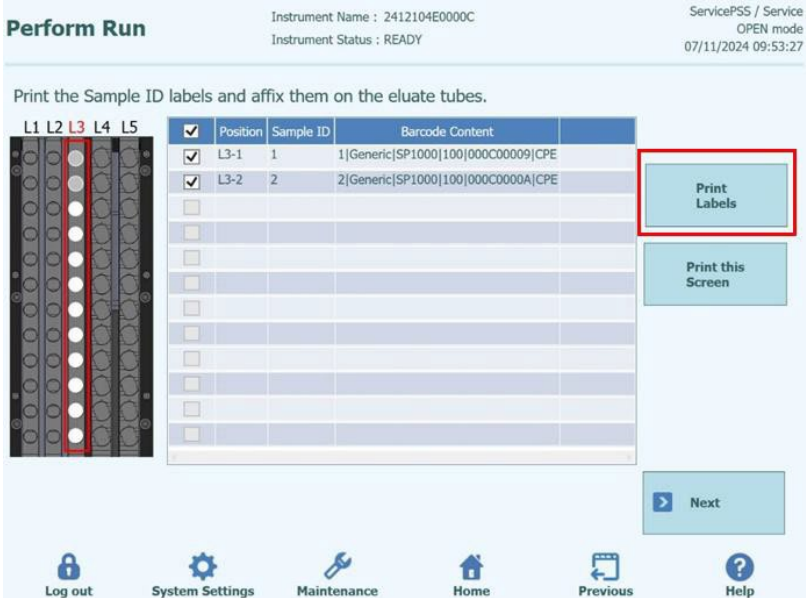 Perform Run
Instrument Name : 2412104E0000C
Instrument Status : READY
ServicePSS / Service
OPEN mode
07/11/2024 09:53:27
Print the Sample ID labels and affix them on the eluate tubes.
L1 L2 L3 L4 L5
Position Sample ID Barcode Content
L3-1 1 1|Generic|SP1000|100|000C00009|CPE
L3-2 2 2|Generic|SP1000|100|000C0000A|CPE
Print
Labels
Print this
Screen
Next
Log out System Settings Maintenance Home Previous Help